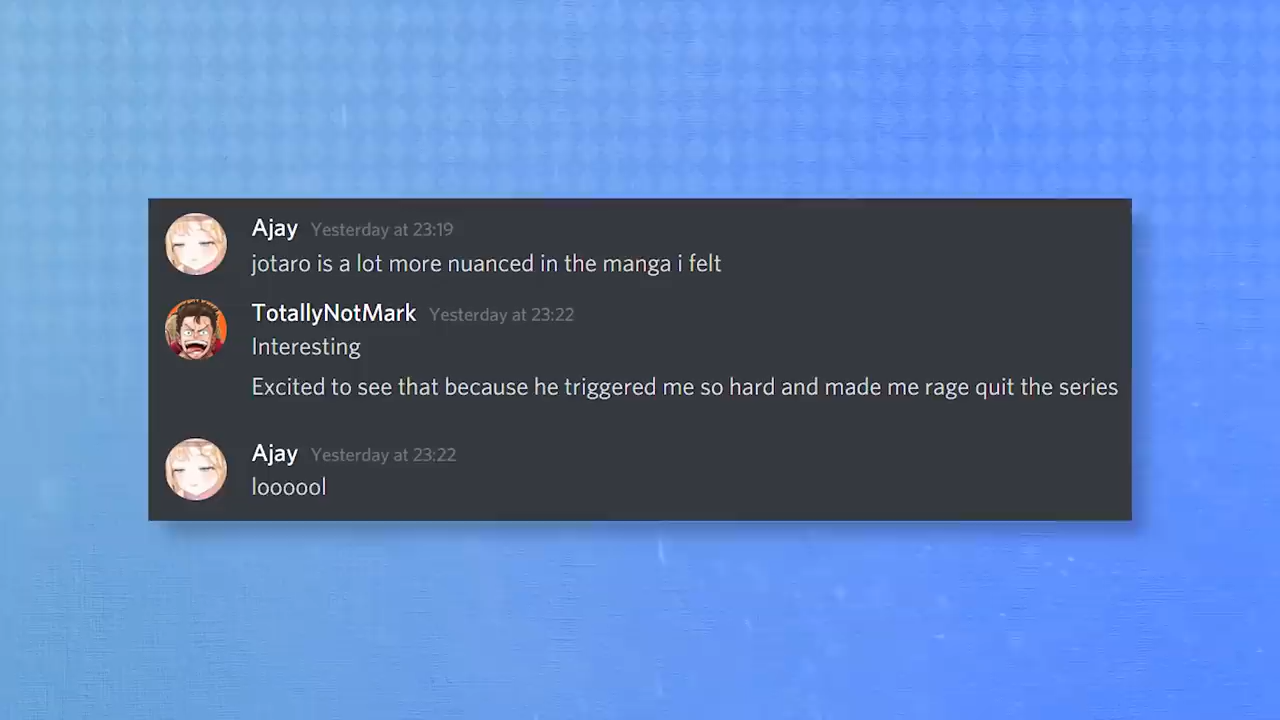 Ajay Yesterday at 23:19
jotaro is a lot more nuanced in the manga i felt
TotallyNotMark Yesterday at 23:22
Interesting
Excited to see that because he triggered me so hard and made me rage quit the series
Ajay Yesterday at 23:22
loooool